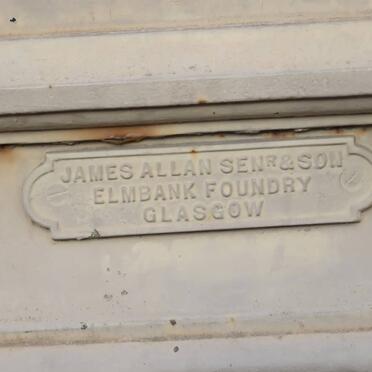 JAMES ALLAN SENR & SON
ELMBANK FOUNDRY
GLASGOW